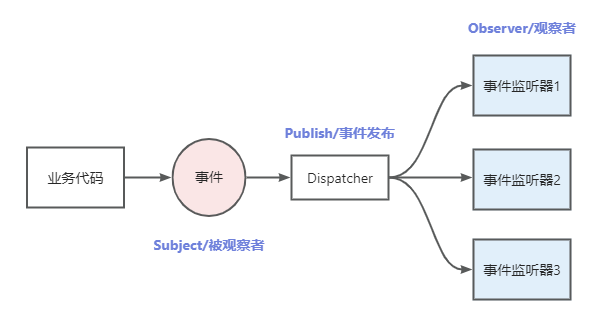 Observer/观察者
事件监听器1
Publish/事件发布
业务代码
事件
Dispatcher
事件监听器2
Subject/被观察者
事件监听器3